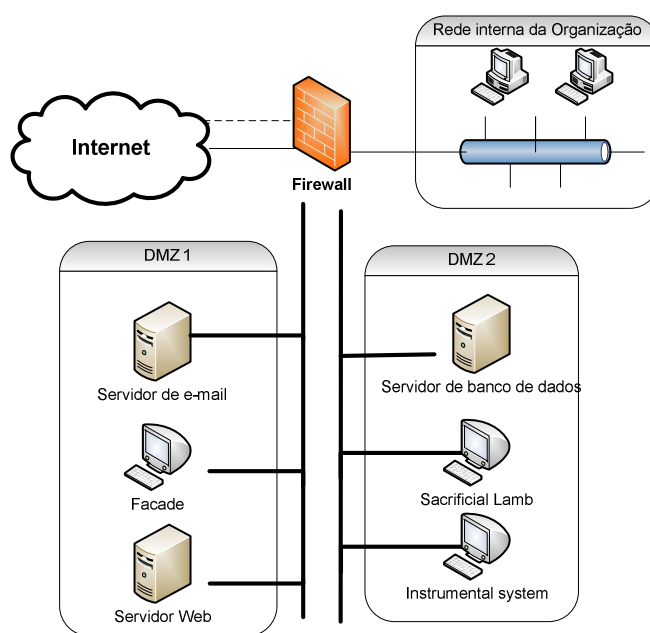 Rede interna da Organização
Internet
Firewall
DMZ 1
DMZ 2
Servidor de e-mail
Servidor de banco de dados
Facade
Sacrificial Lamb
Servidor Web
Instrumental system